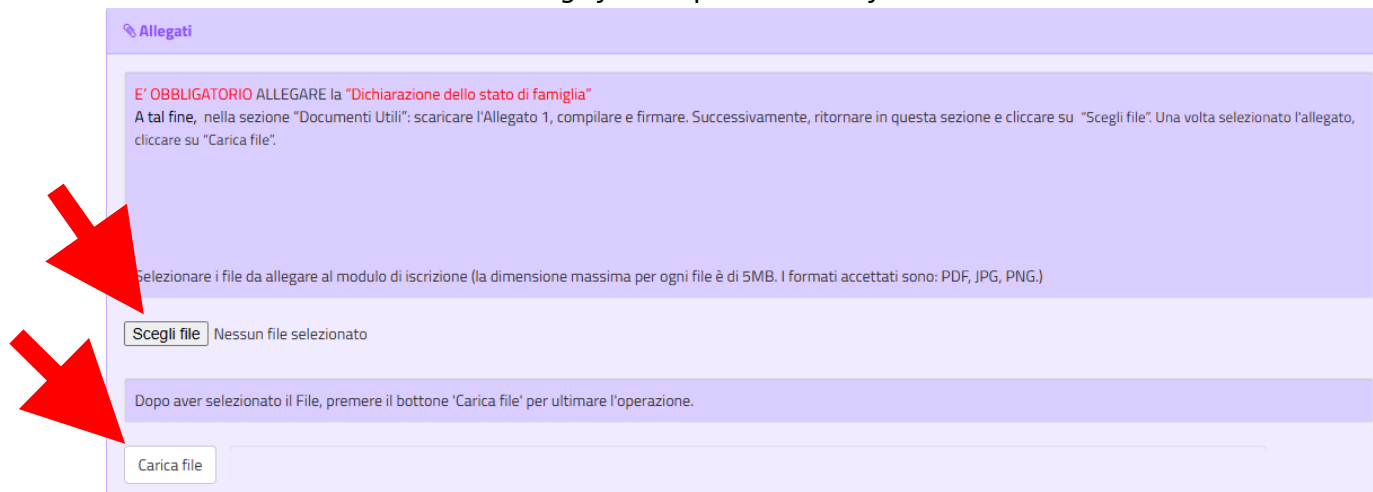 Allegati
E' OBBLIGATORIO ALLEGARE la "Dichiarazione dello stato di famiglia"
A tal fine, nella sezione "Documenti Utili": scaricare l'Allegato 1, compilare e firmare. Successivamente, ritornare in questa sezione e cliccare su "Scegli file". Una volta selezionato l'allegato,
cliccare su "Carica file".
Selezionare i file da allegare al modulo di iscrizione (la dimensione massima per ogni file è di 5MB. I formati accettati sono: PDF, JPG, PNG.)
Scegli file Nessun file selezionato
Dopo aver selezionato il File, premere il bottone 'Carica file' per ultimare l'operazione.
Carica file